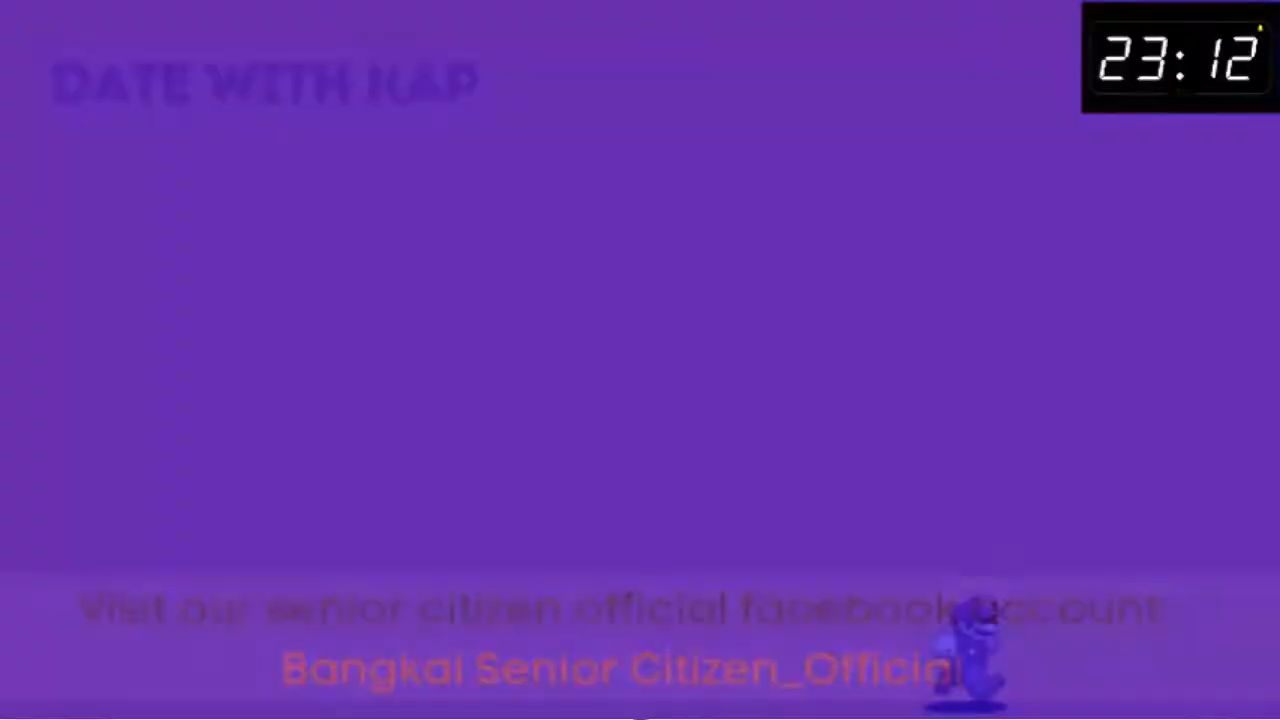 DATE WITH KAP
23:12
Visit our senior citizen official facebook account
Bangkal Senior Citizen_Official